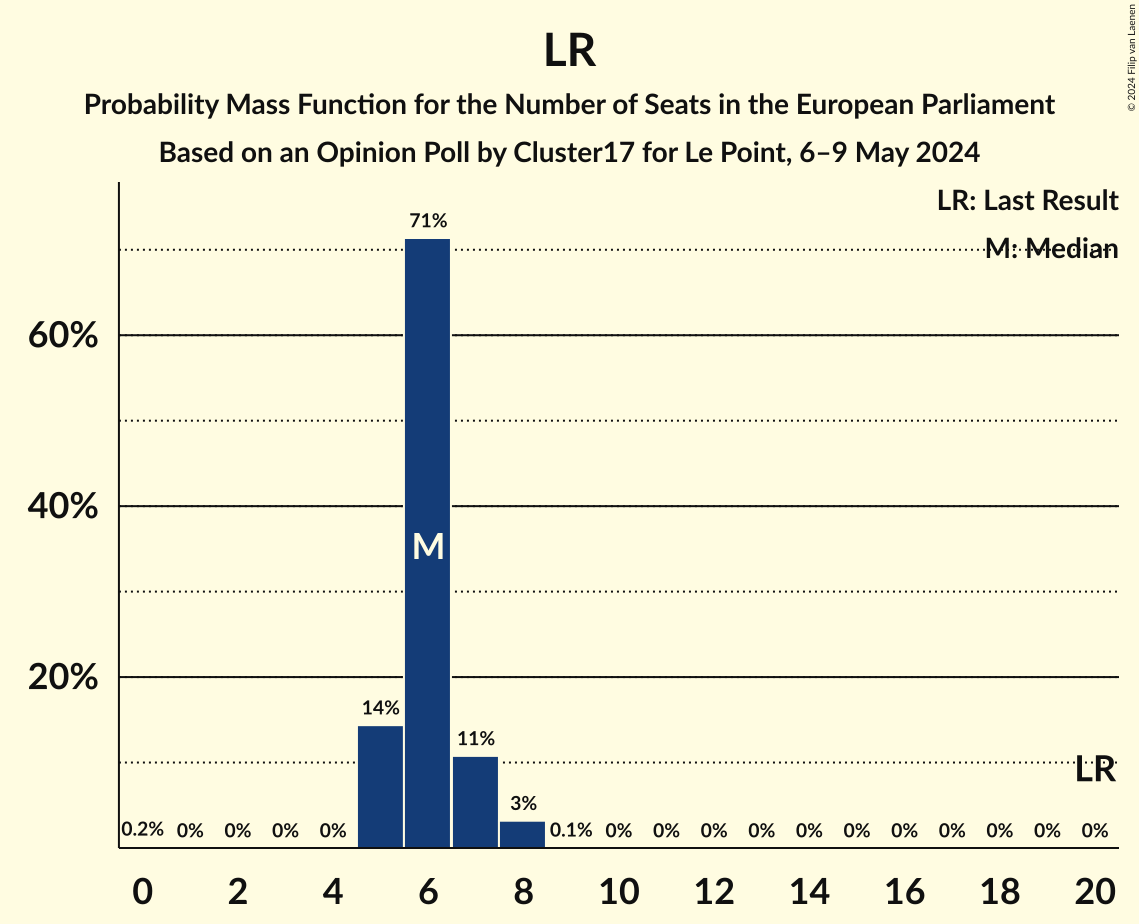 LR
Probability Mass Function for the Number of Seats in the European Parliament
Based on an Opinion Poll by Cluster17 for Le Point, 6–9 May 2024
© 2024 Filip van Laenen
LR: Last Result
M: Median
71%
60%
40%
M
20%
14%
11%
LR
3%
0.2% 0% 0% 0% 0% 0.1% 0% 0% 0% 0% 0% 0% 0% 0% 0% 0% 0%
0 2 4 6 8 10 12 14 16 18 20